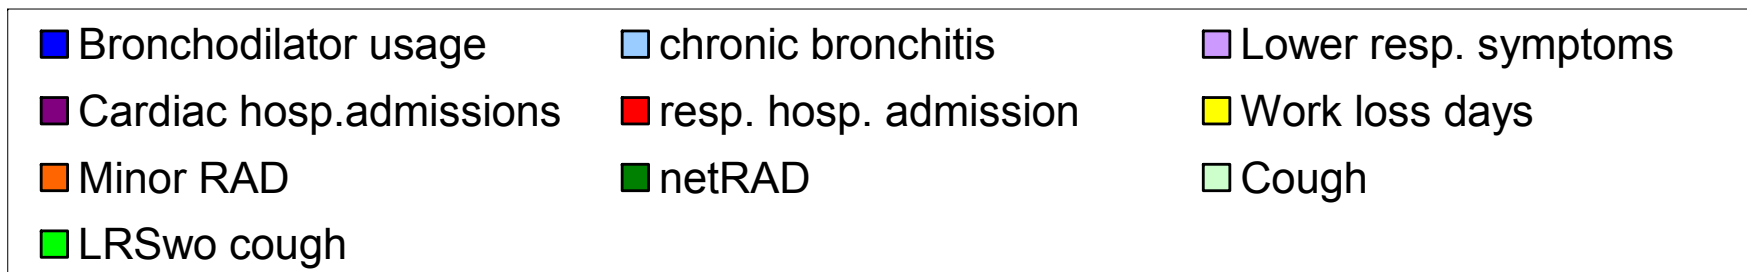 Bronchodilator usage chronic bronchitis Lower resp. symptoms
Cardiac hosp.admissions resp. hosp. admission Work loss days
Minor RAD netRAD Cough
LRSwo cough